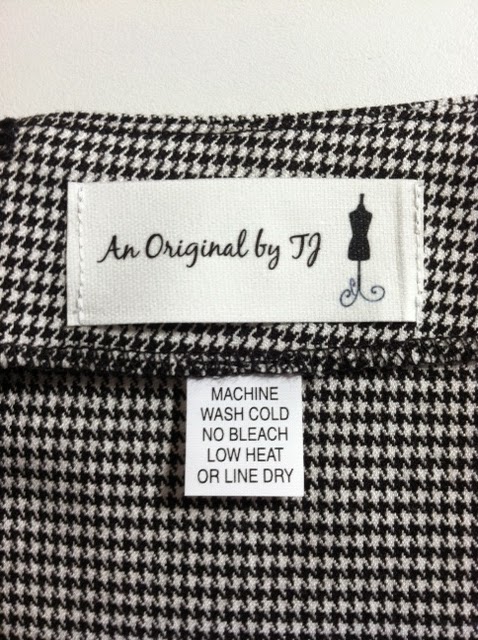 An Original by TJ
MACHINE
WASH COLD
NO BLEACH
LOW HEAT
OR LINE DRY